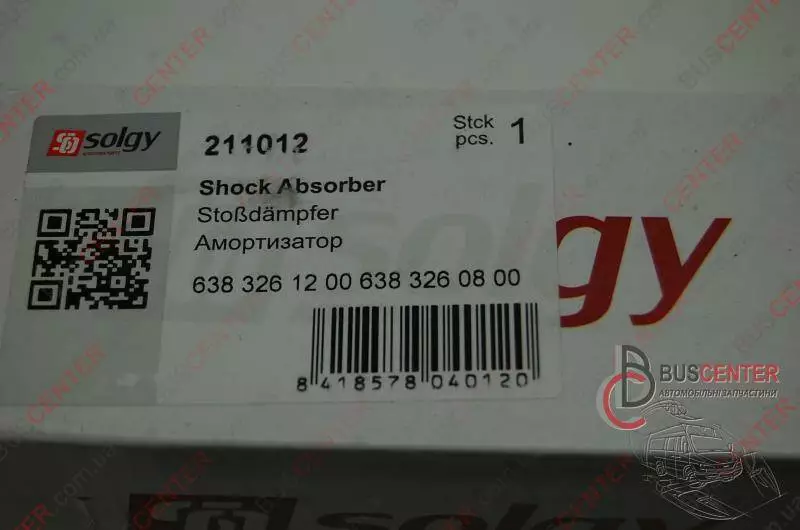 solgy
211012
Stck
pcs. 1
Shock Absorber
Stoßdämpfer
Амортизатор
638 326 12 00 638 326 08 00
8 418578 040120
solgy
BUSCENTER
АВТОМОБІЛЬНІ ЗАПЧАСТИНИ
solgy